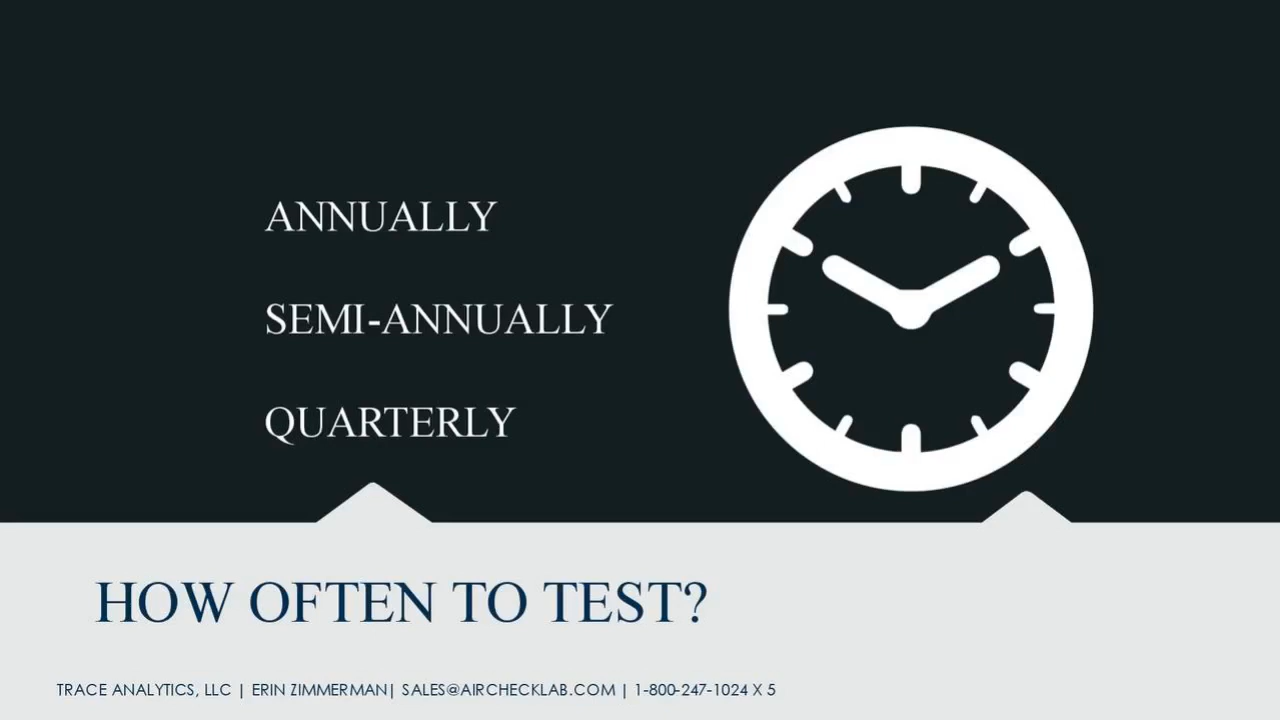 ANNUALLY
SEMI-ANNUALLY
QUARTERLY
HOW OFTEN TO TEST?
TRACE ANALYTICS, LLC | ERIN ZIMMERMAN| SALES@AIRCHECKLAB.COM | 1-800-247-1024 X 5